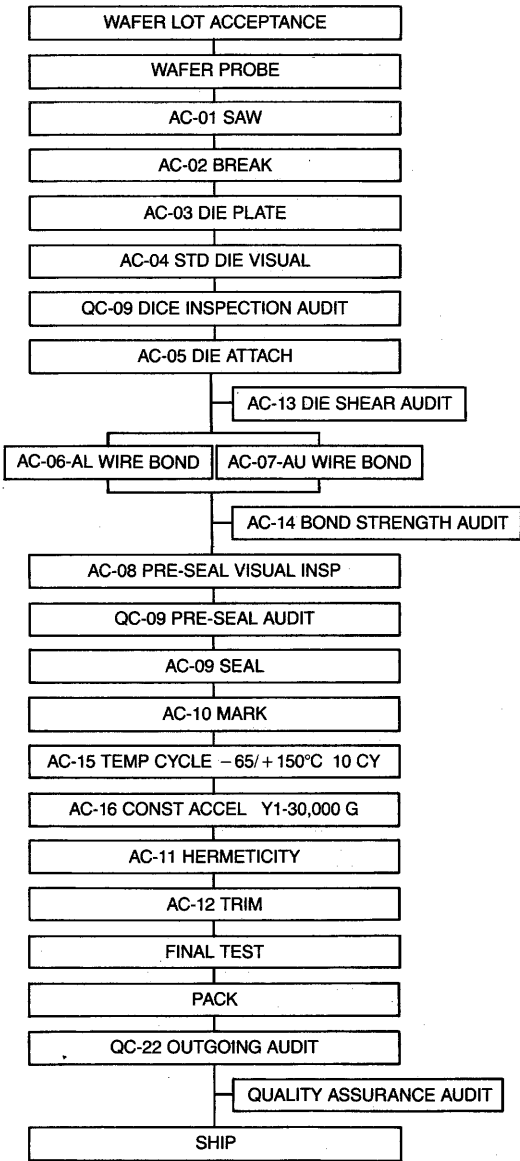 WAFER LOT ACCEPTANCE
WAFER PROBE
AC-01 SAW
AC-02 BREAK
AC-03 DIE PLATE
AC-04 STD DIE VISUAL
QC-09 DICE INSPECTION AUDIT
AC-05 DIE ATTACH
AC-13 DIE SHEAR AUDIT
AC-06-AL WIRE BOND
AC-07-AU WIRE BOND
AC-14 BOND STRENGTH AUDIT
AC-08 PRE-SEAL VISUAL INSP
QC-09 PRE-SEAL AUDIT
AC-09 SEAL
AC-10 MARK
AC-15 TEMP CYCLE −65/+150°C 10 CY
AC-16 CONST ACCEL Y1-30,000 G
AC-11 HERMETICITY
AC-12 TRIM
FINAL TEST
PACK
QC-22 OUTGOING AUDIT
QUALITY ASSURANCE AUDIT
SHIP